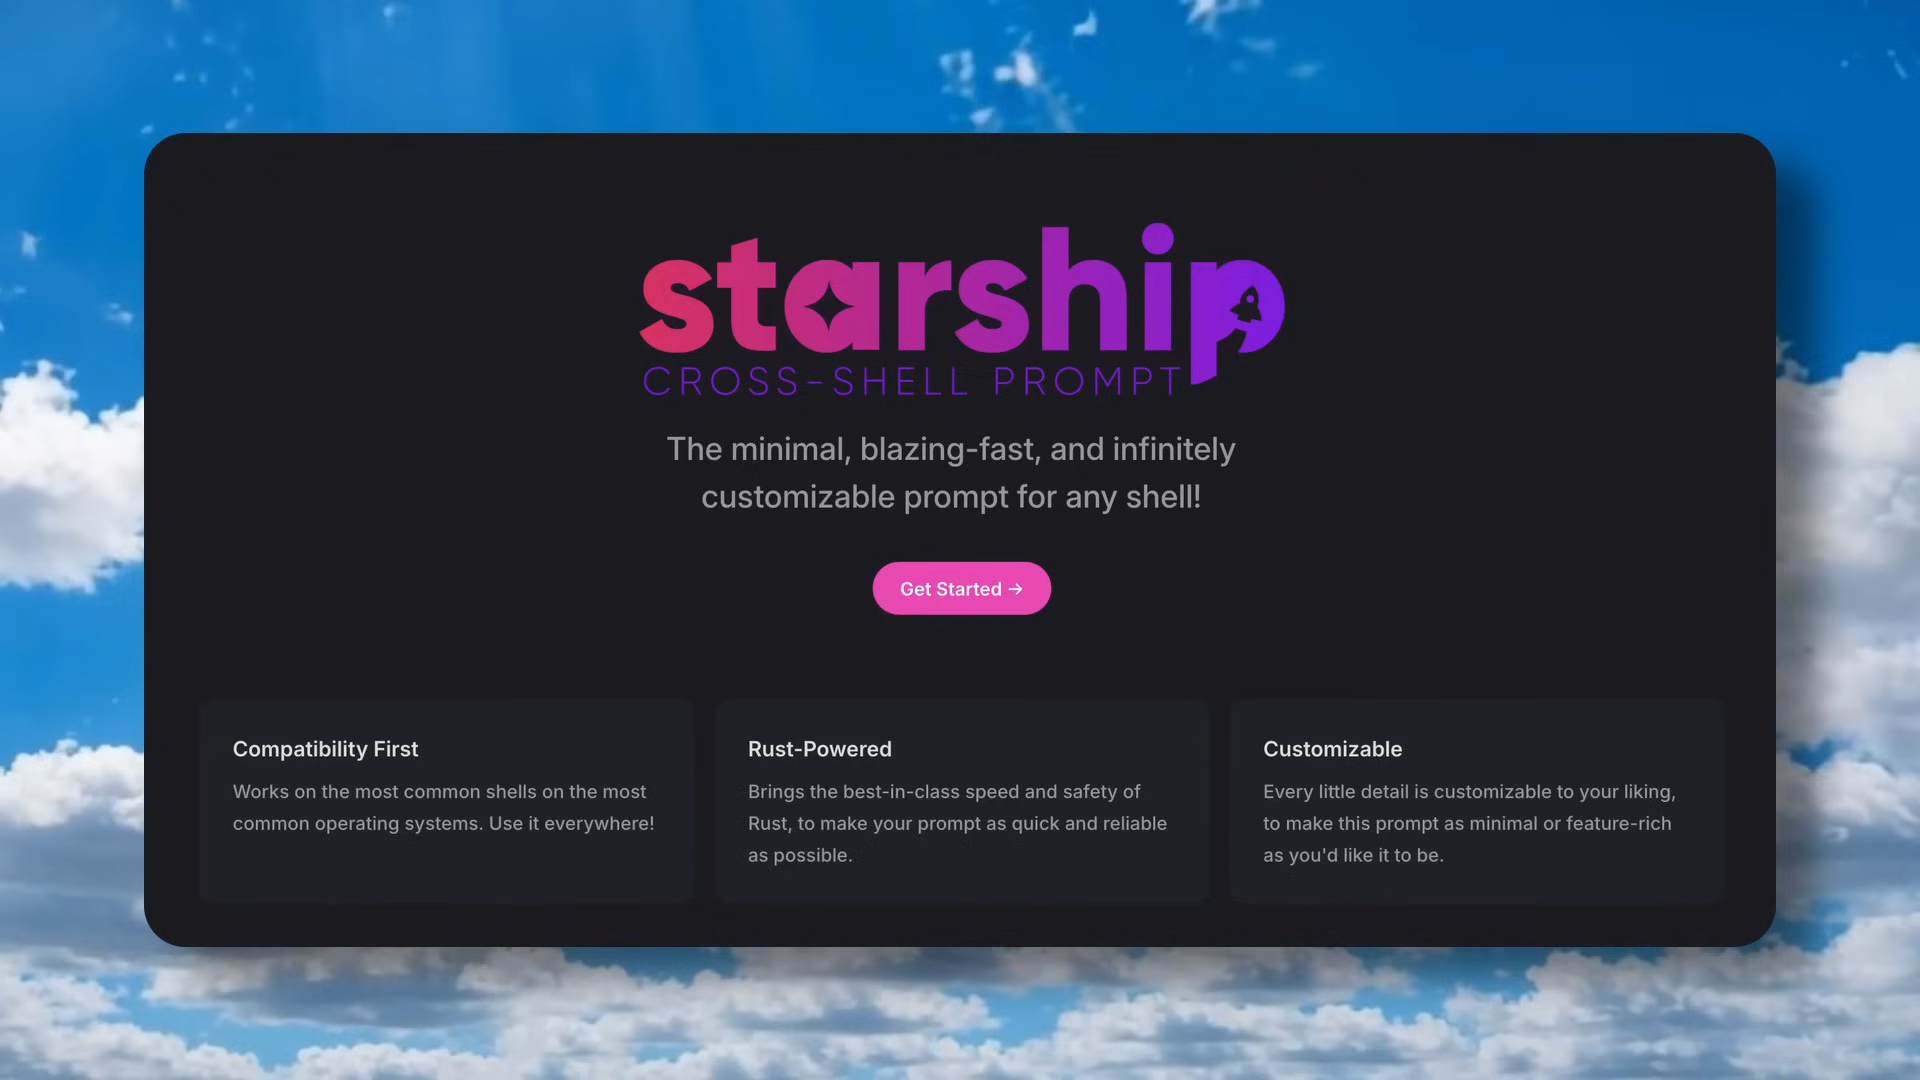 starship
CROSS-SHELL PROMPT
The minimal, blazing-fast, and infinitely
customizable prompt for any shell!
Get Started →
Compatibility First
Works on the most common shells on the most
common operating systems. Use it everywhere!
Rust-Powered
Brings the best-in-class speed and safety of
Rust, to make your prompt as quick and reliable
as possible.
Customizable
Every little detail is customizable to your liking,
to make this prompt as minimal or feature-rich
as you'd like it to be.